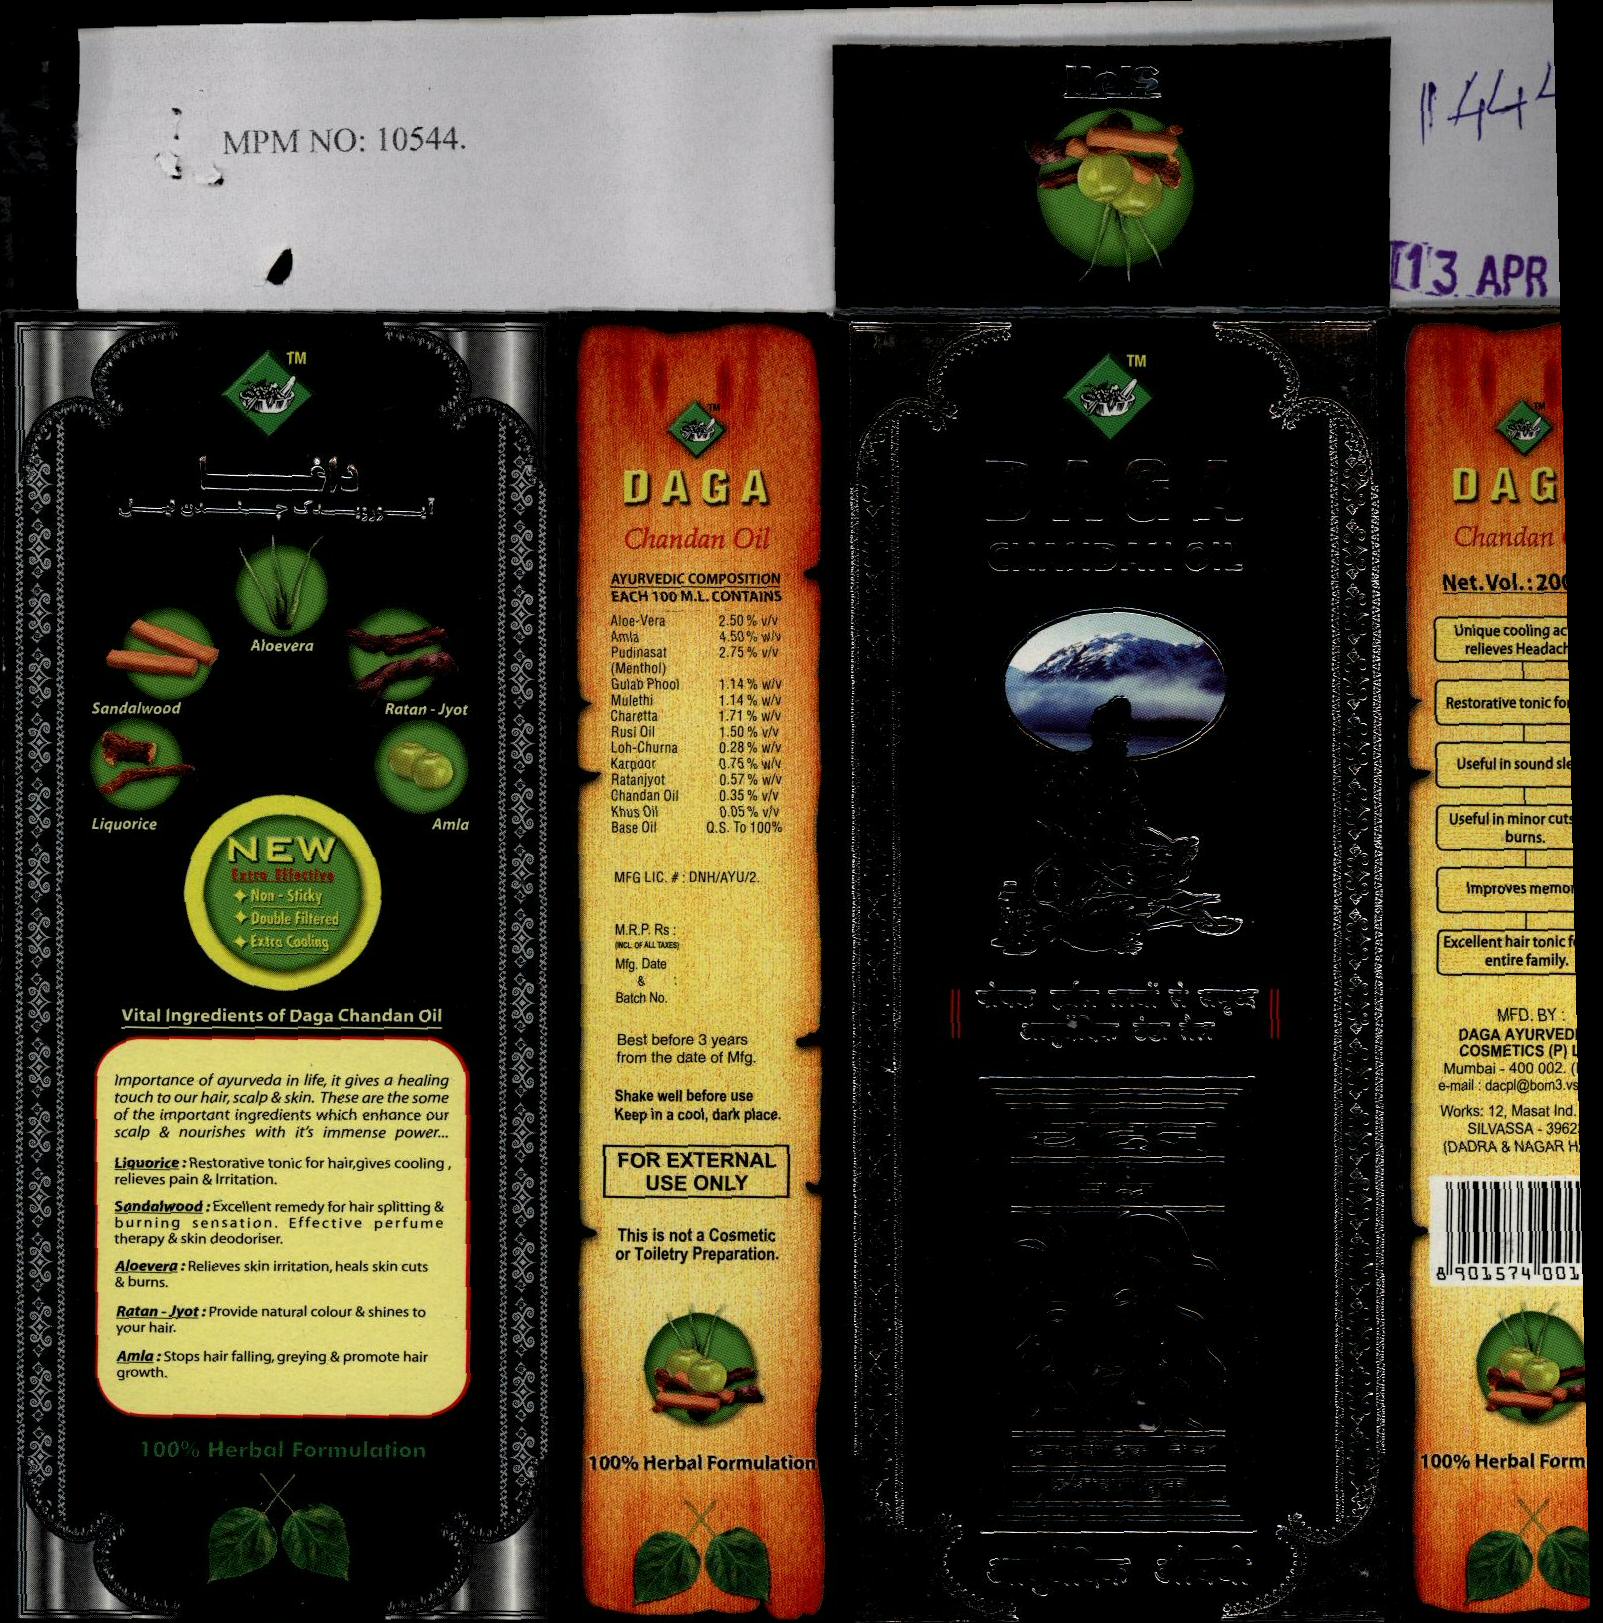 MPM NO: 10544.
1144
13 APR
TM
داغا
آیــوروویــدک چــنــدن تیــل
Aloevera
Sandalwood
Ratan - Jyot
Liquorice
Amla
NEW
Extra Effective
Non - Sticky
Double Filtered
Extra Cooling
Vital Ingredients of Daga Chandan Oil
Importance of ayurveda in life, it gives a healing
touch to our hair, scalp & skin. These are the some
of the important ingredients which enhance our
scalp & nourishes with it's immense power...
Liquorice : Restorative tonic for hair,gives cooling ,
relieves pain & Irritation.
Sandalwood : Excellent remedy for hair splitting &
burning sensation. Effective perfume
therapy & skin deodoriser.
Aloevera : Relieves skin irritation, heals skin cuts
& burns.
Ratan - Jyot : Provide natural colour & shines to
your hair.
Amla : Stops hair falling, greying & promote hair
growth.
100% Herbal Formulation
TM
DAGA
Chandan Oil
AYURVEDIC COMPOSITION
EACH 100 M.L. CONTAINS
Aloe-Vera 2.50 % v/v
Amla 4.50 % w/v
Pudinasat 2.75 % v/v
(Menthol)
Gulab Phool 1.14 % w/v
Mulethi 1.14 % w/v
Charetta 1.71 % w/v
Rusi Oil 1.50 % v/v
Loh-Churna 0.28 % w/v
Karpoor 0.75 % w/v
Ratanjyot 0.57 % w/v
Chandan Oil 0.35 % v/v
Khus Oil 0.05 % v/v
Base Oil Q.S. To 100%
MFG LIC. # : DNH/AYU/2.
M.R.P. Rs :
(INCL. OF ALL TAXES)
Mfg. Date
& :
Batch No.
Best before 3 years
from the date of Mfg.
Shake well before use
Keep in a cool, dark place.
FOR EXTERNAL
USE ONLY
This is not a Cosmetic
or Toiletry Preparation.
100% Herbal Formulation
TM
DAGA
CHANDAN OIL
TM
DAG
Chandan
Net. Vol. : 200
Unique cooling ac
relieves Headach
Restorative tonic for
Useful in sound sle
Useful in minor cuts
burns.
Improves memor
Excellent hair tonic f
entire family.
MFD. BY :
DAGA AYURVEDI
COSMETICS (P) L
Mumbai - 400 002. (
e-mail : dacpl@bom3.vs
Works: 12, Masat Ind.
SILVASSA - 3962
(DADRA & NAGAR H
8 901574 001
100% Herbal Form